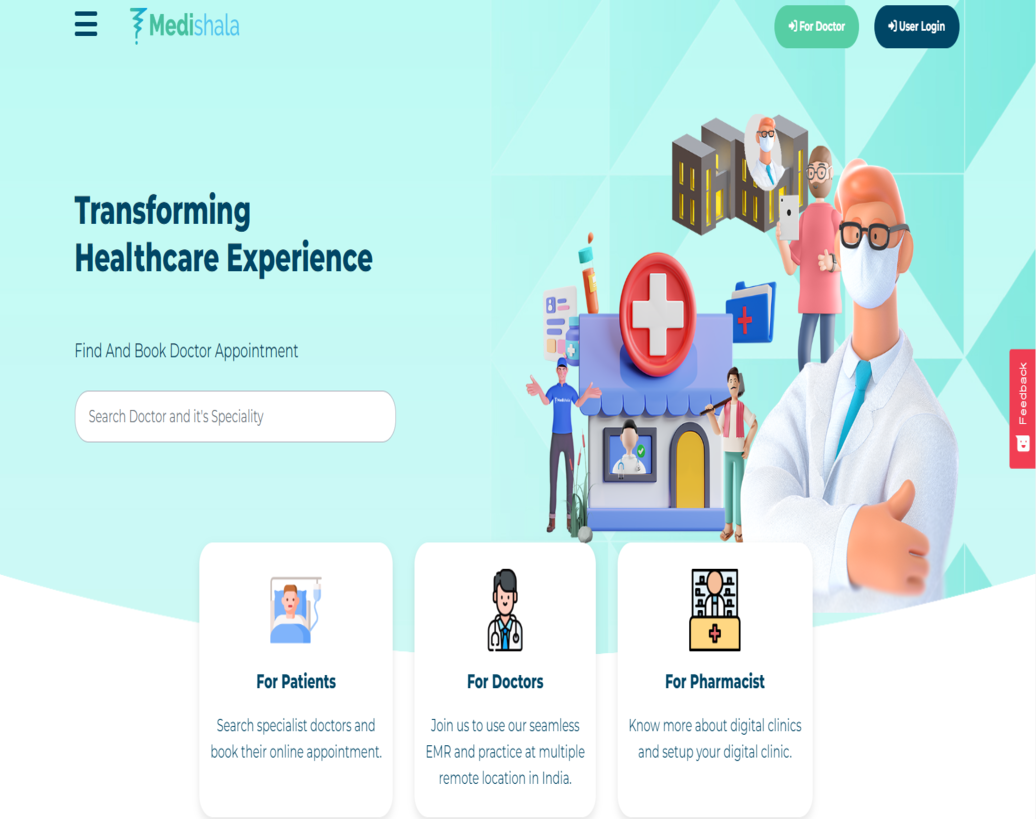 Medishala
For Doctor
User Login
Transforming
Healthcare Experience
Find And Book Doctor Appointment
Search Doctor and it's Speciality
Feedback
For Patients
Search specialist doctors and
book their online appointment.
For Doctors
Join us to use our seamless
EMR and practice at multiple
remote location in India.
For Pharmacist
Know more about digital clinics
and setup your digital clinic.